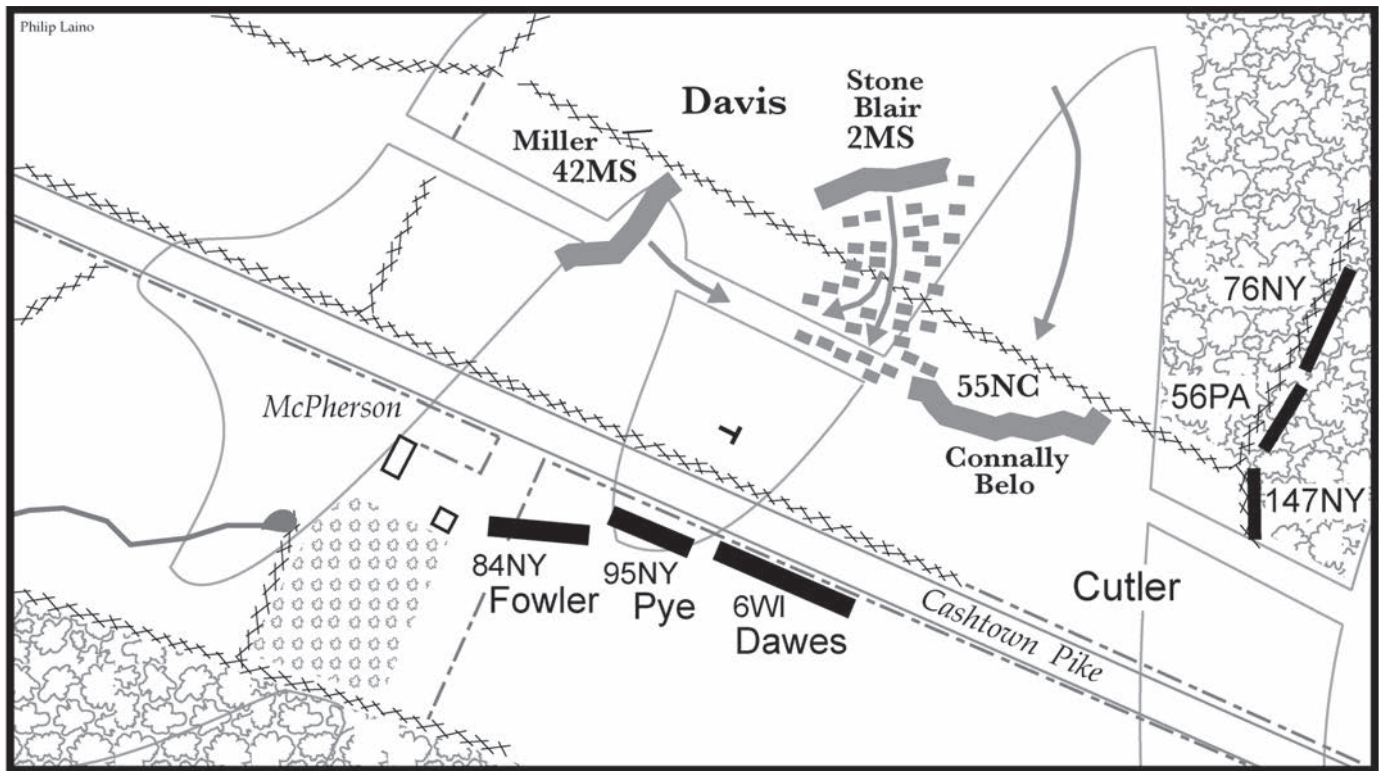 Philip Laino
Davis
Stone
Blair
2MS
Miller
42MS
76NY
56PA
55NC
Connally
Belo
147NY
McPherson
84NY
Fowler
95NY
Pye
6WI
Dawes
Cutler
Cashtown Pike